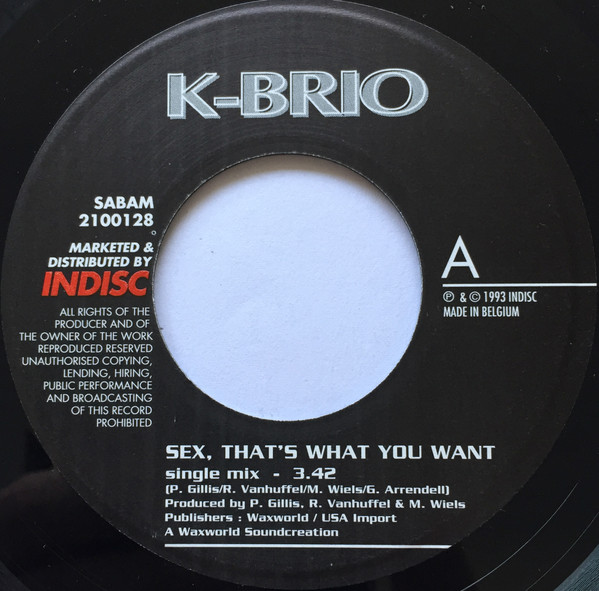 K-BRIO
SABAM
2100128
MARKETED &
DISTRIBUTED BY
INDISC
ALL RIGHTS OF THE
PRODUCER AND OF
THE OWNER OF THE WORK
REPRODUCED RESERVED
UNAUTHORISED COPYING,
LENDING, HIRING,
PUBLIC PERFORMANCE
AND BROADCASTING
OF THIS RECORD
PROHIBITED
A
℗ & © 1993 INDISC
MADE IN BELGIUM
SEX, THAT'S WHAT YOU WANT
single mix - 3.42
(P. Gillis/R. Vanhuffel/M. Wiels/G. Arrendell)
Produced by P. Gillis, R. Vanhuffel & M. Wiels
Publishers : Waxworld / USA Import
A Waxworld Soundcreation